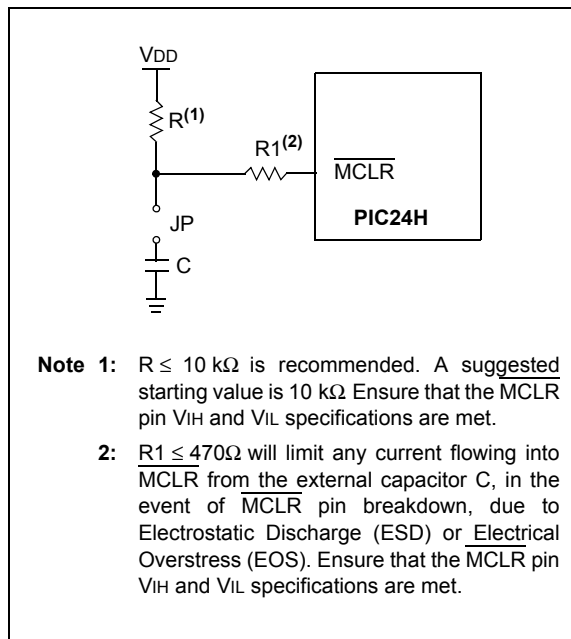 VDD
R(1)
R1(2)
MCLR
JP
PIC24H
C
Note 1: R ≤ 10 kΩ is recommended. A suggested
starting value is 10 kΩ Ensure that the MCLR
pin VIH and VIL specifications are met.
2: R1 ≤ 470Ω will limit any current flowing into
MCLR from the external capacitor C, in the
event of MCLR pin breakdown, due to
Electrostatic Discharge (ESD) or Electrical
Overstress (EOS). Ensure that the MCLR pin
VIH and VIL specifications are met.